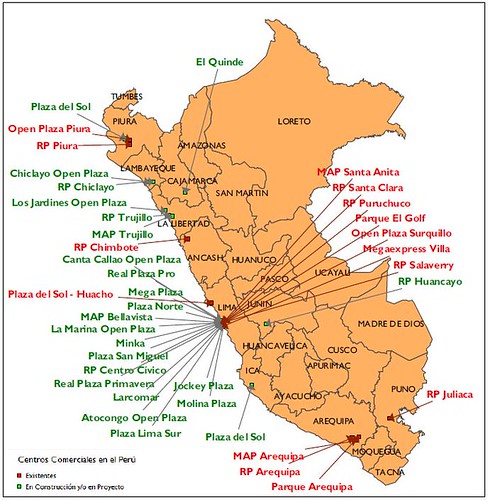 El Quinde
TUMBES
Plaza del Sol
PIURA
LORETO
Open Plaza Piura
AMAZONAS
RP Piura
LAMBAYEQUE
MAP Santa Anita
Chiclayo Open Plaza
CAJAMARCA
RP Chiclayo
SAN MARTIN
RP Santa Clara
Los Jardines Open Plaza
RP Puruchuco
RP Trujillo
LA LIBERTAD
Parque El Golf
MAP Trujillo
Open Plaza Surquillo
RP Chimbote
Megaexpress Villa
Canta Callao Open Plaza
ANCASH
HUANUCO
RP Salaverry
Real Plaza Pro
PASCO
UCAYALI
RP Huancayo
Mega Plaza
Plaza del Sol - Huacho
Plaza Norte
LIMA
JUNIN
MAP Bellavista
MADRE DE DIOS
La Marina Open Plaza
Minka
HUANCAVELICA
CUSCO
Plaza San Miguel
APURIMAC
RP Centro Civico
ICA
Real Plaza Primavera
Jockey Plaza
PUNO
RP Juliaca
Larcomar
AYACUCHO
Molina Plaza
Atocongo Open Plaza
AREQUIPA
Plaza Lima Sur
Plaza del Sol
MOQUEGUA
MAP Arequipa
RP Arequipa
TACNA
Parque Arequipa
Centros Comerciales en el Perú
Existentes
En Construcción y/o en Proyecto